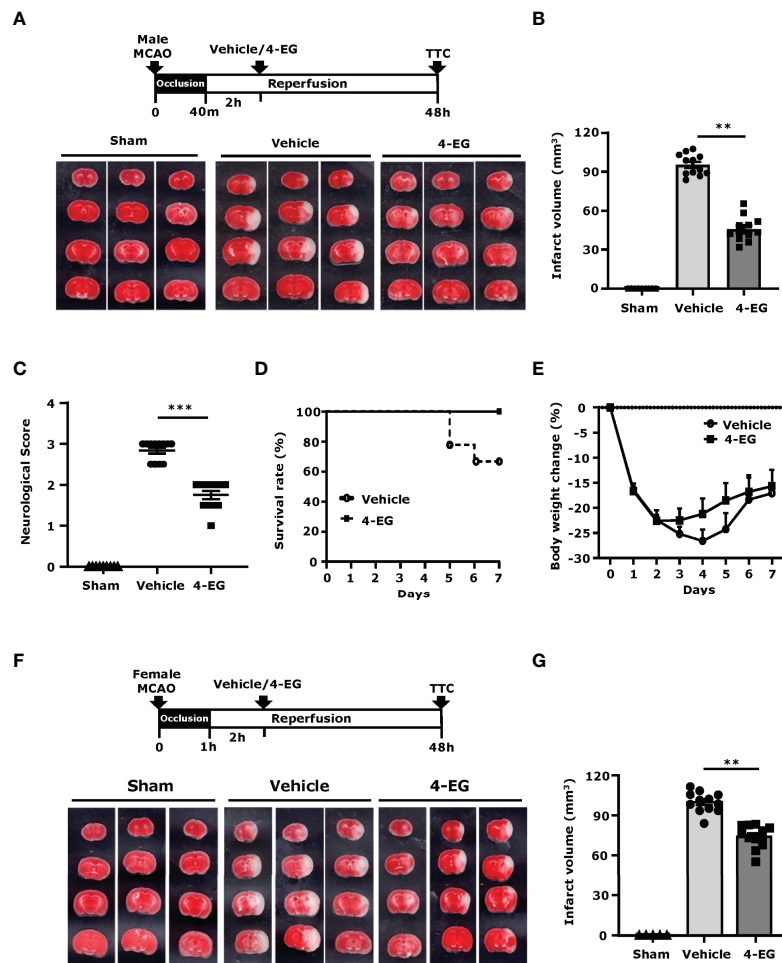 A
Male
MCAO
Vehicle/4-EG
TTC
Occlusion
Reperfusion
0
40m
2h
48h
Sham
Vehicle
4-EG
B
Infarct volume (mm³)
120
90
60
30
0
**
Sham
Vehicle
4-EG
C
Neurological Score
4
3
2
1
0
***
Sham
Vehicle
4-EG
D
Survival rate (%)
100
80
60
40
20
0
Vehicle
4-EG
0 1 2 3 4 5 6 7
Days
E
Body weight change (%)
0
-5
-10
-15
-20
-25
-30
Vehicle
4-EG
0 1 2 3 4 5 6 7
Days
F
Female
MCAO
Vehicle/4-EG
TTC
Occlusion
Reperfusion
0
1h
2h
48h
Sham
Vehicle
4-EG
G
Infarct volume (mm³)
120
90
60
30
0
**
Sham
Vehicle
4-EG